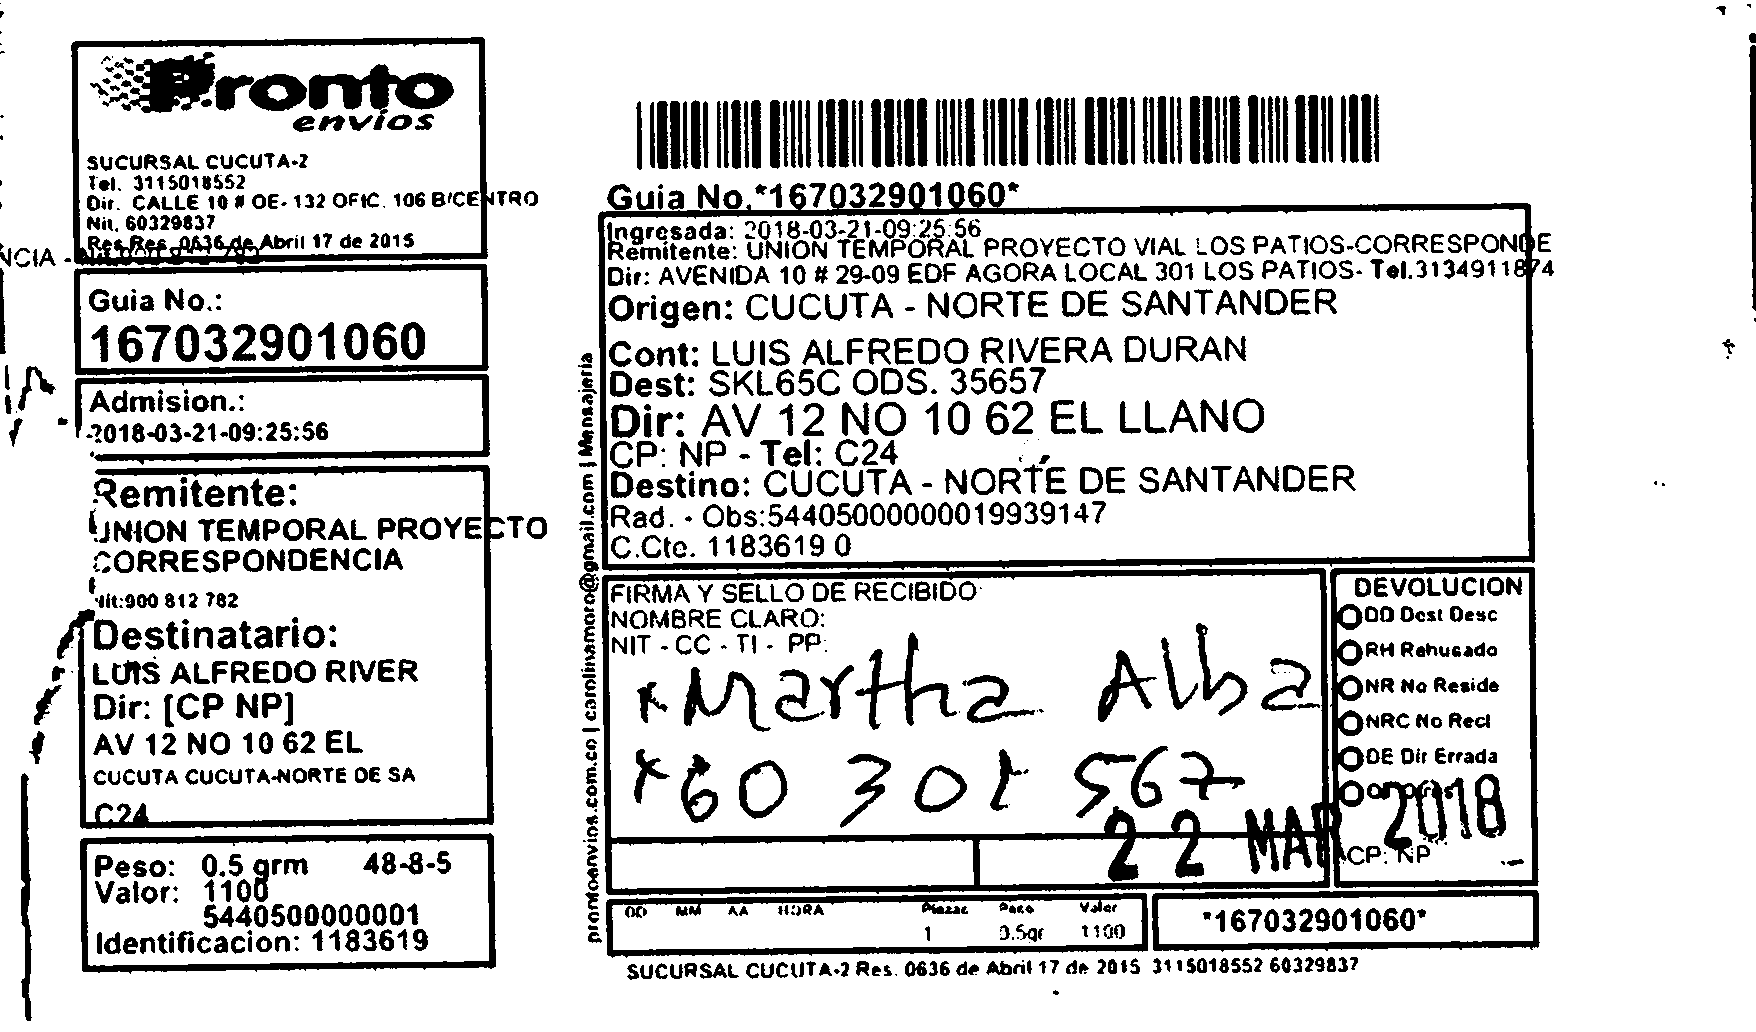 Pronto
envios
SUCURSAL CUCUTA-2
Tel. 3115018552
Dir. CALLE 10 # OE- 132 OFIC. 106 B/CENTRO
Nit. 60329837
Res.Res. 0636 de Abril 17 de 2015
NCIA -
Guia No.:
167032901060
Admision.:
2018-03-21-09:25:56
Remitente:
UNION TEMPORAL PROYECTO
CORRESPONDENCIA
Nit:900 812 782
Destinatario:
LUIS ALFREDO RIVER
Dir: [CP NP]
AV 12 NO 10 62 EL
CUCUTA CUCUTA-NORTE DE SA
C24
Peso: 0.5 grm 48-8-5
Valor: 1100
5440500000001
Identificacion: 1183619
prontoenvios.com.co | carolinamoro@gmail.com | Mensajeria
Guia No.*167032901060*
Ingresada: 2018-03-21-09:25:56
Remitente: UNION TEMPORAL PROYECTO VIAL LOS PATIOS-CORRESPONDE
Dir: AVENIDA 10 # 29-09 EDF AGORA LOCAL 301 LOS PATIOS- Tel.3134911874
Origen: CUCUTA - NORTE DE SANTANDER
Cont: LUIS ALFREDO RIVERA DURAN
Dest: SKL65C ODS. 35657
Dir: AV 12 NO 10 62 EL LLANO
CP: NP - Tel: C24
Destino: CUCUTA - NORTE DE SANTANDER
Rad. - Obs:54405000000019939147
C.Cte. 1183619 0
FIRMA Y SELLO DE RECIBIDO
NOMBRE CLARO:
NIT - CC - TI - PP:
*Martha Alba
*60 301 567
22 MAR 2018
DEVOLUCION
DD Dest Desc
RH Rehusado
NR No Reside
NRC No Recl
DE Dir Errada
CP: NP
DD MM AA HORA Piezas Peso Valor
1 0.5gr 1100
*167032901060*
SUCURSAL CUCUTA-2 Res. 0636 de Abril 17 de 2015 3115018552 60329837